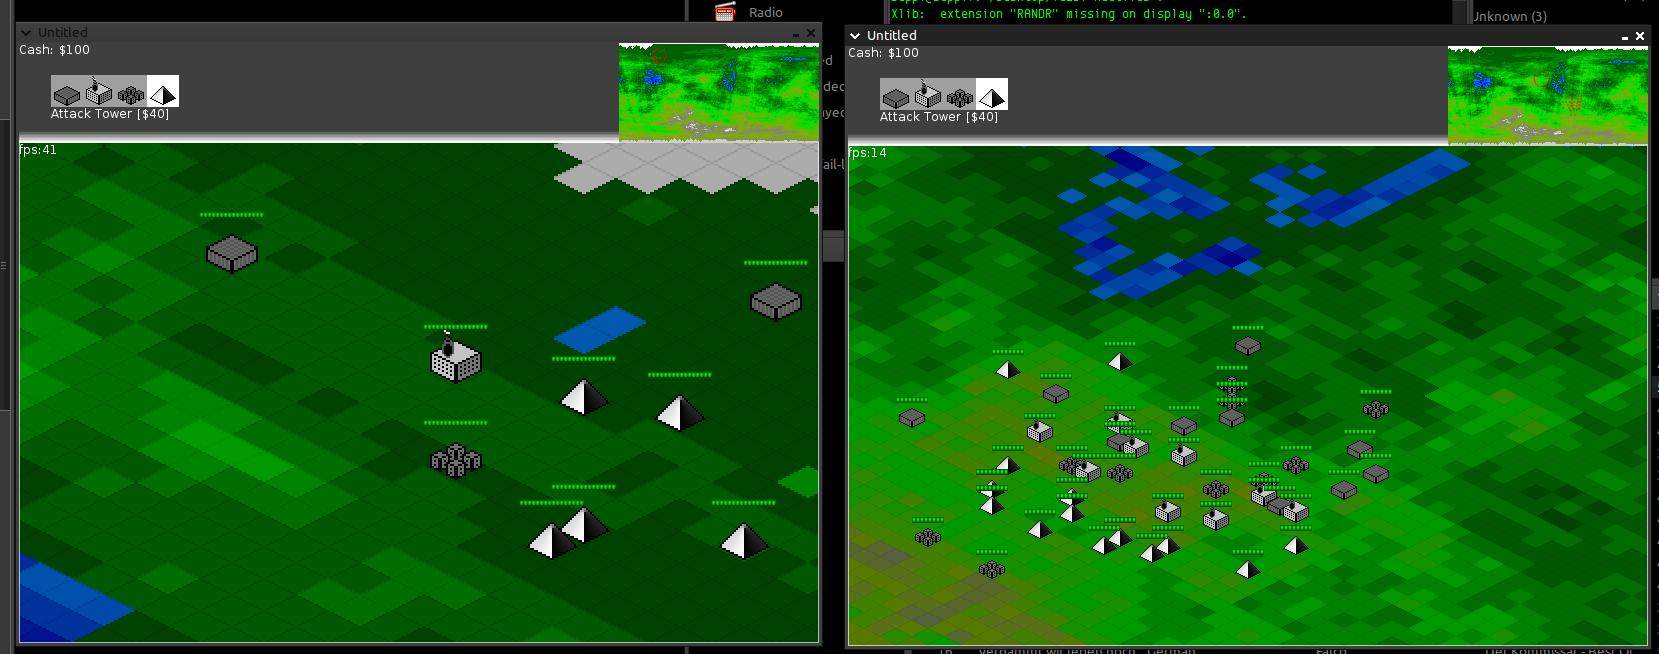 Radio
Xlib:  extension "RANDR" missing on display ":0.0".
Unknown (3)
Untitled
Cash: $100
Attack Tower [$40]
fps:41
Untitled
Cash: $100
Attack Tower [$40]
fps:14